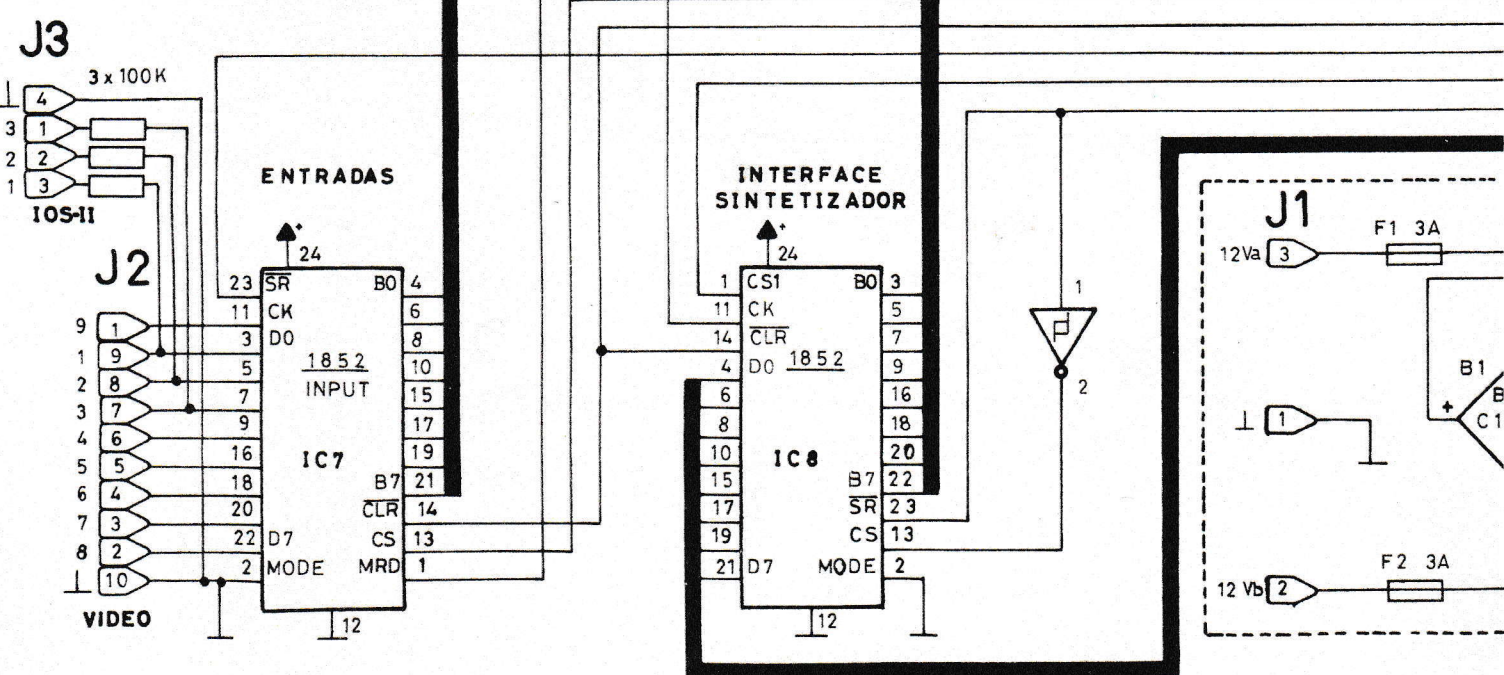 J3
3 x 100K
⊥ 4
3 1
2 2
1 3
IOS-II
J2
9 1
1 9
2 8
3 7
4 6
5 5
6 4
7 3
8 2
⊥ 10
VIDEO
ENTRADAS
+
24
23 SR B0 4
11 CK 6
3 D0 8
5 1852 10
7 INPUT 15
9 17
16 IC7 19
18 B7 21
20 CLR 14
22 D7 CS 13
2 MODE MRD 1
12
INTERFACE
SINTETIZADOR
+
24
1 CS1 B0 3
11 CK 5
14 CLR 7
4 D0 1852 9
6 16
8 18
10 IC8 20
15 B7 22
17 SR 23
19 CS 13
21 D7 MODE 2
12
1
2
J1
12Va 3
F1 3A
⊥ 1
B1
B
+
C1
12 Vb 2
F2 3A